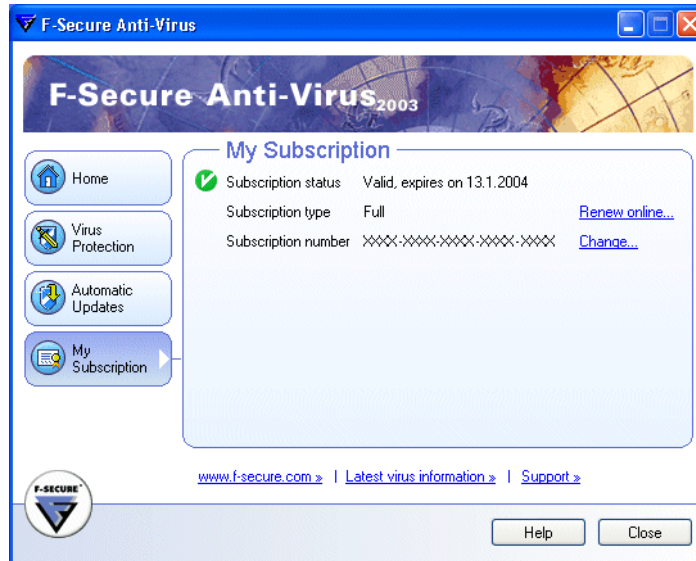 F-Secure Anti-Virus
F-Secure Anti-Virus 2003
Home
Virus
Protection
Automatic
Updates
My
Subscription
My Subscription
Subscription status Valid, expires on 13.1.2004
Subscription type Full Renew online...
Subscription number XXXX-XXXX-XXXX-XXXX-XXXX Change...
www.f-secure.com » | Latest virus information » | Support »
F-SECURE
Help Close